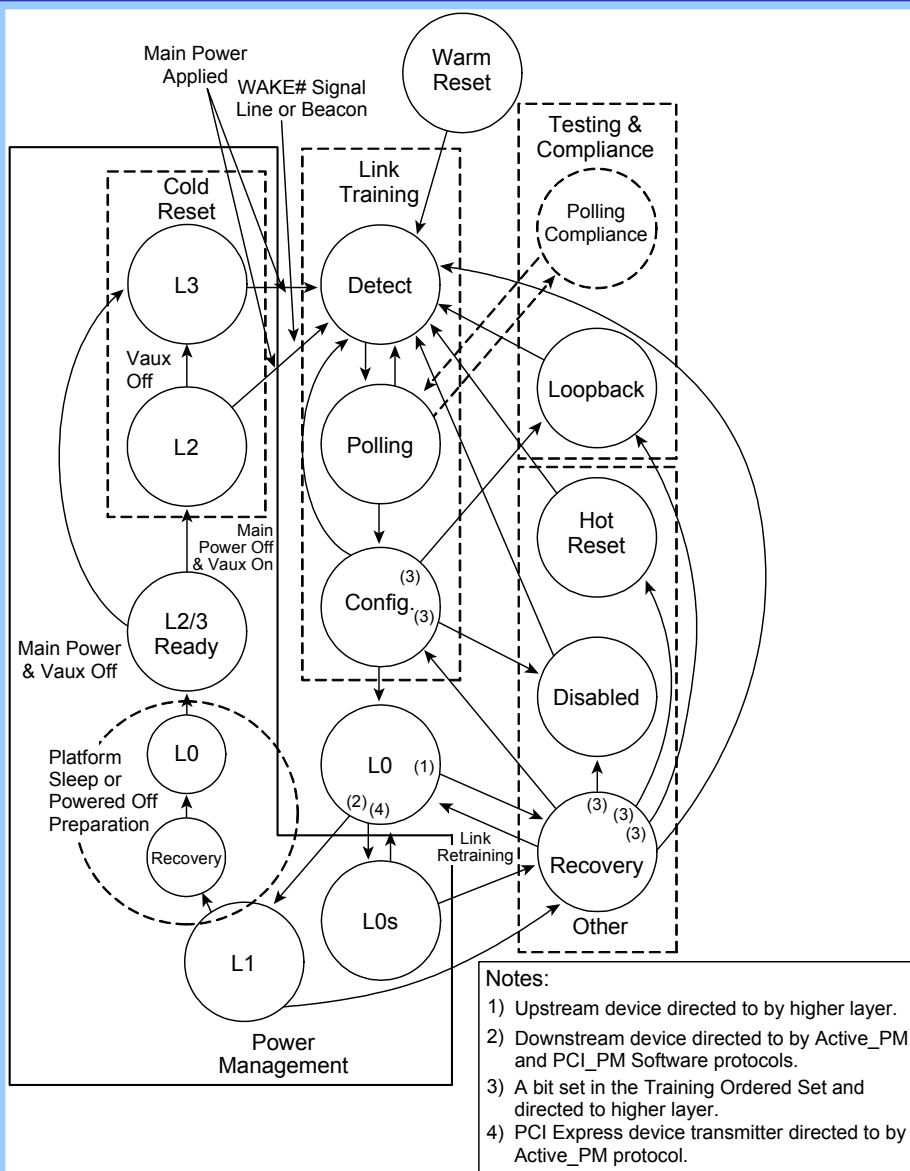 Main Power
Applied
WAKE# Signal
Line or Beacon
Warm
Reset
Testing &
Compliance
Polling
Compliance
Loopback
Link
Training
Detect
Polling
Config.
(3)
(3)
Cold
Reset
L3
Vaux
Off
L2
Main
Power Off
& Vaux On
L2/3
Ready
Main Power
& Vaux Off
Platform
Sleep or
Powered Off
Preparation
L0
Recovery
L1
Power
Management
L0
(1)
(2)
(4)
L0s
Link
Retraining
Hot
Reset
Disabled
(3)
(3)
(3)
Recovery
Other
Notes:
1) Upstream device directed to by higher layer.
2) Downstream device directed to by Active_PM
and PCI_PM Software protocols.
3) A bit set in the Training Ordered Set and
directed to higher layer.
4) PCI Express device transmitter directed to by
Active_PM protocol.